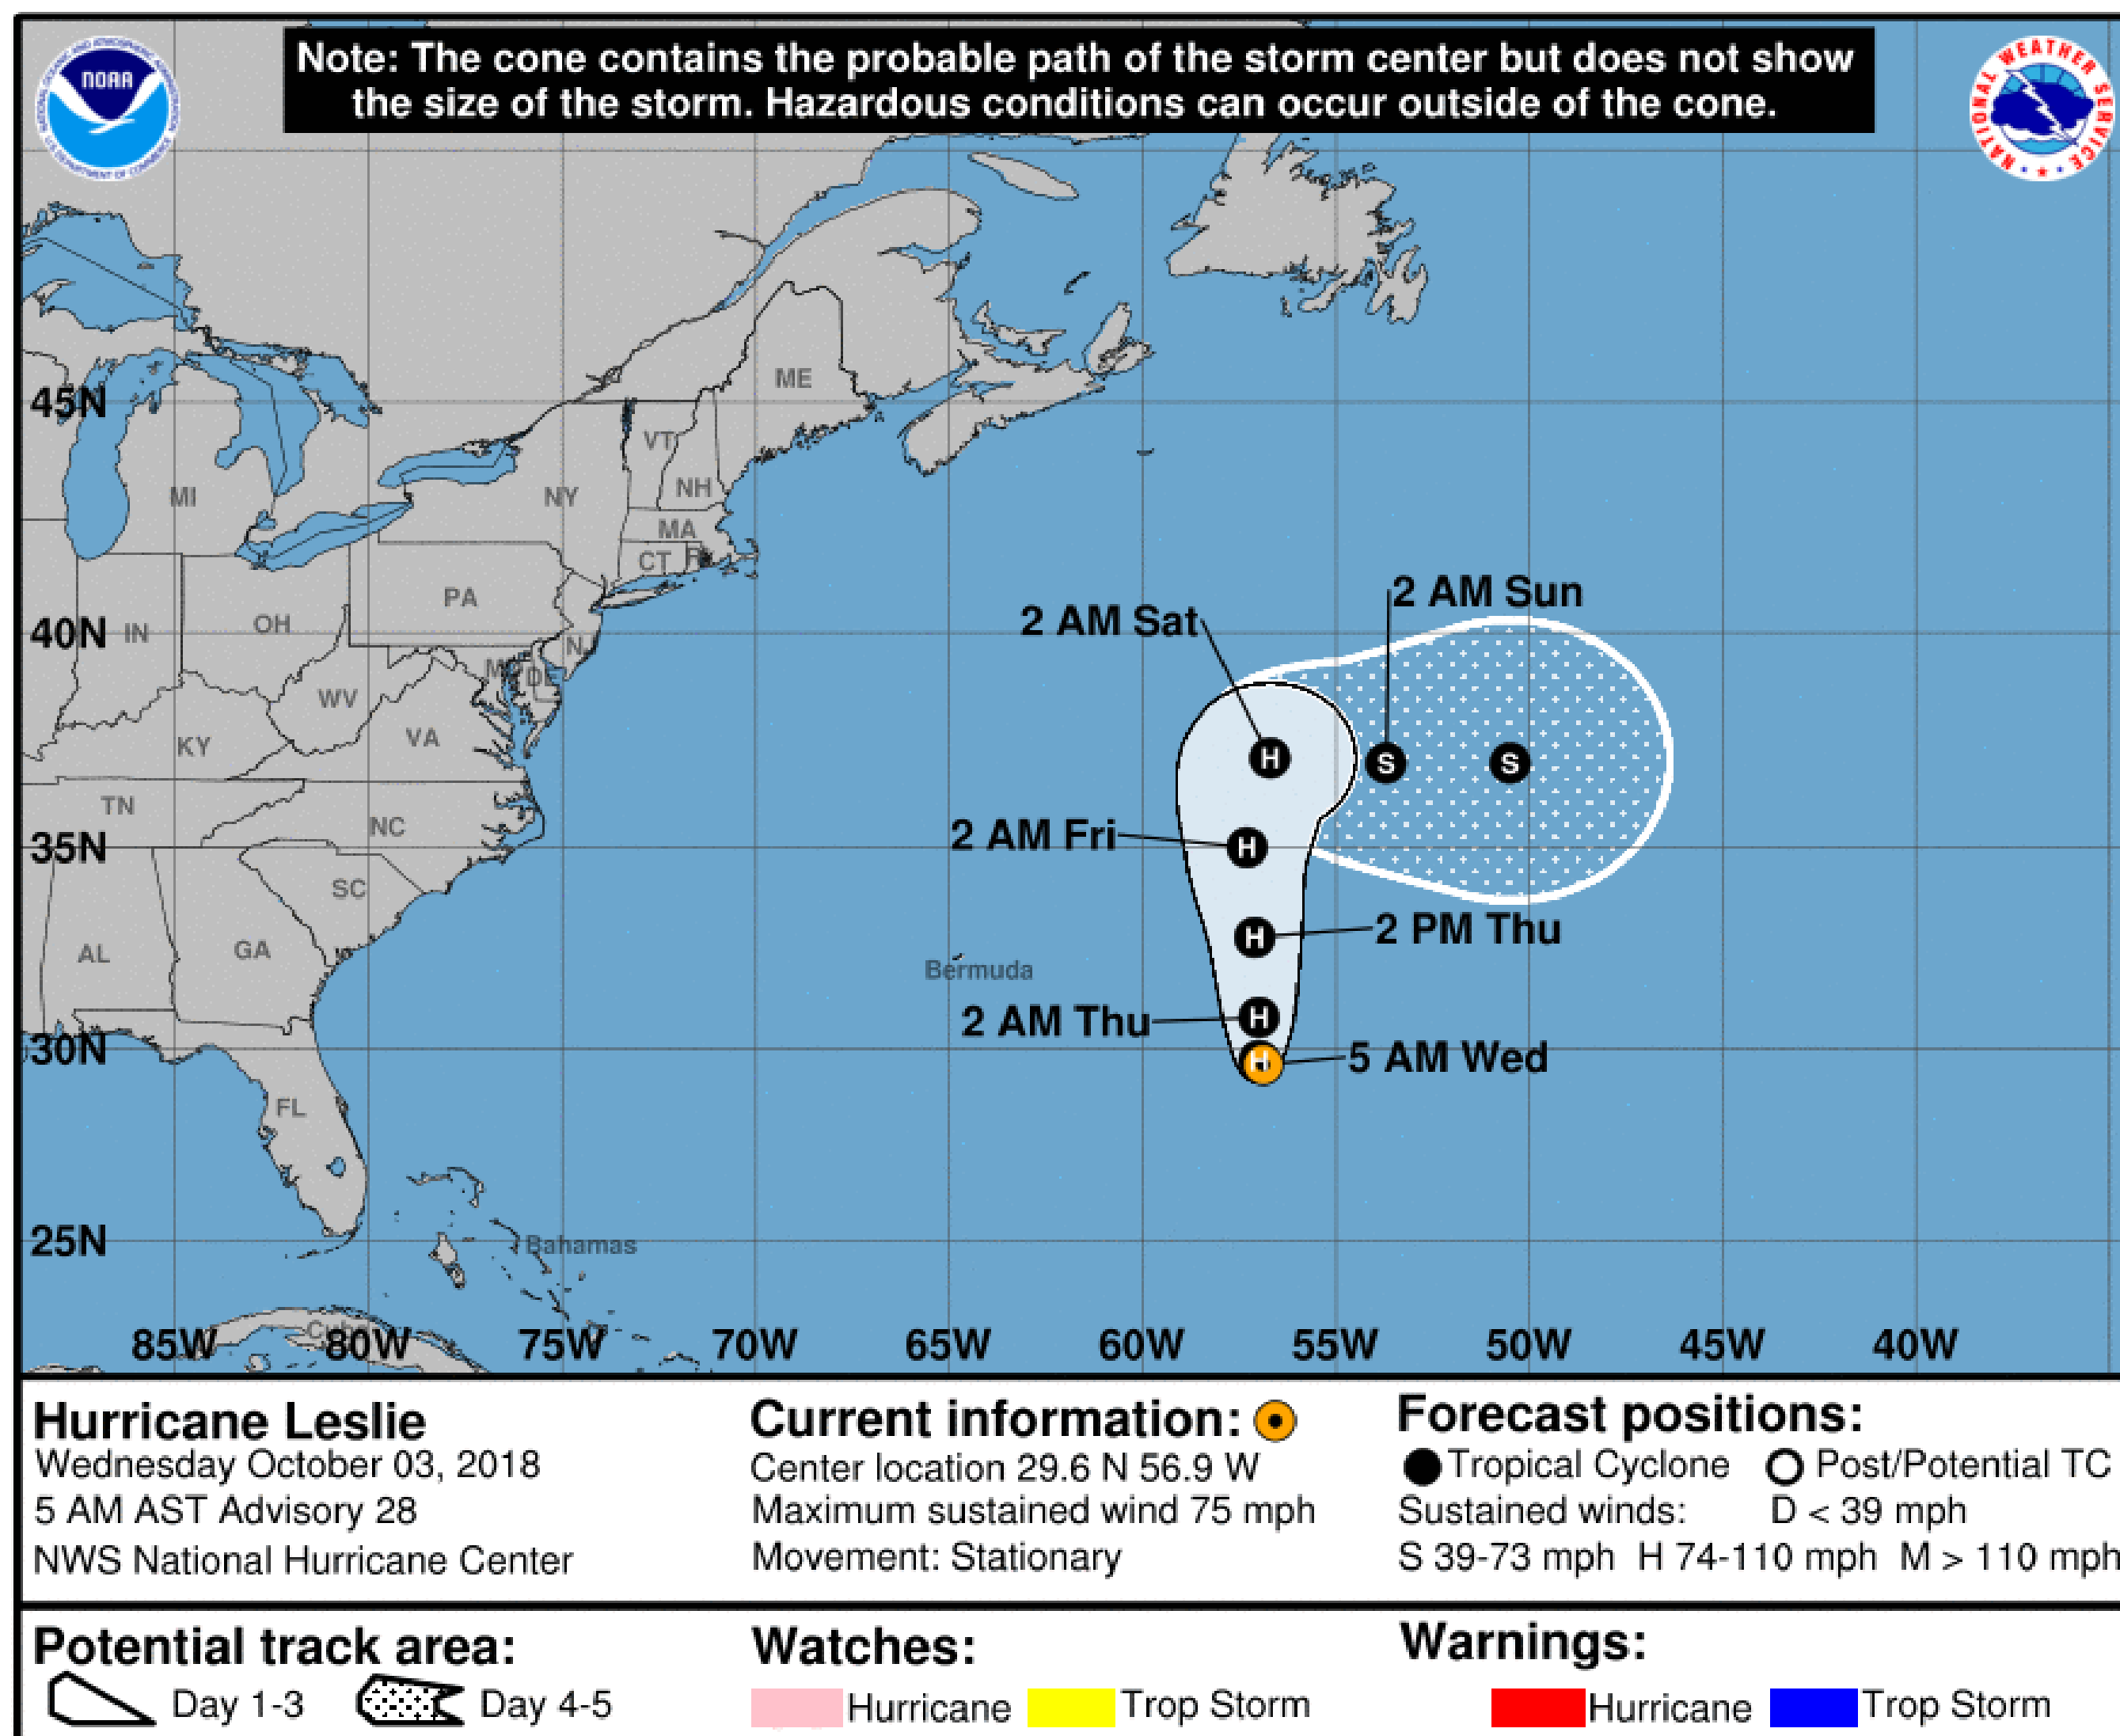 Note: The cone contains the probable path of the storm center but does not show
the size of the storm. Hazardous conditions can occur outside of the cone.
NOAA
NATIONAL WEATHER SERVICE
45N
40N
35N
30N
25N
85W 80W 75W 70W 65W 60W 55W 50W 45W 40W
ME
VT
NH
MI
NY
MA
CT
PA
OH
IN
NJ
DE
WV
KY
VA
TN
NC
SC
AL
GA
FL
Bermuda
Bahamas
Cuba
2 AM Sun
2 AM Sat
H
S
S
2 AM Fri
H
H
2 PM Thu
2 AM Thu
H
H
5 AM Wed
Hurricane Leslie
Wednesday October 03, 2018
5 AM AST Advisory 28
NWS National Hurricane Center
Current information:
Center location 29.6 N 56.9 W
Maximum sustained wind 75 mph
Movement: Stationary
Forecast positions:
Tropical Cyclone Post/Potential TC
Sustained winds: D < 39 mph
S 39-73 mph H 74-110 mph M > 110 mph
Potential track area:
Day 1-3 Day 4-5
Watches:
Hurricane Trop Storm
Warnings:
Hurricane Trop Storm